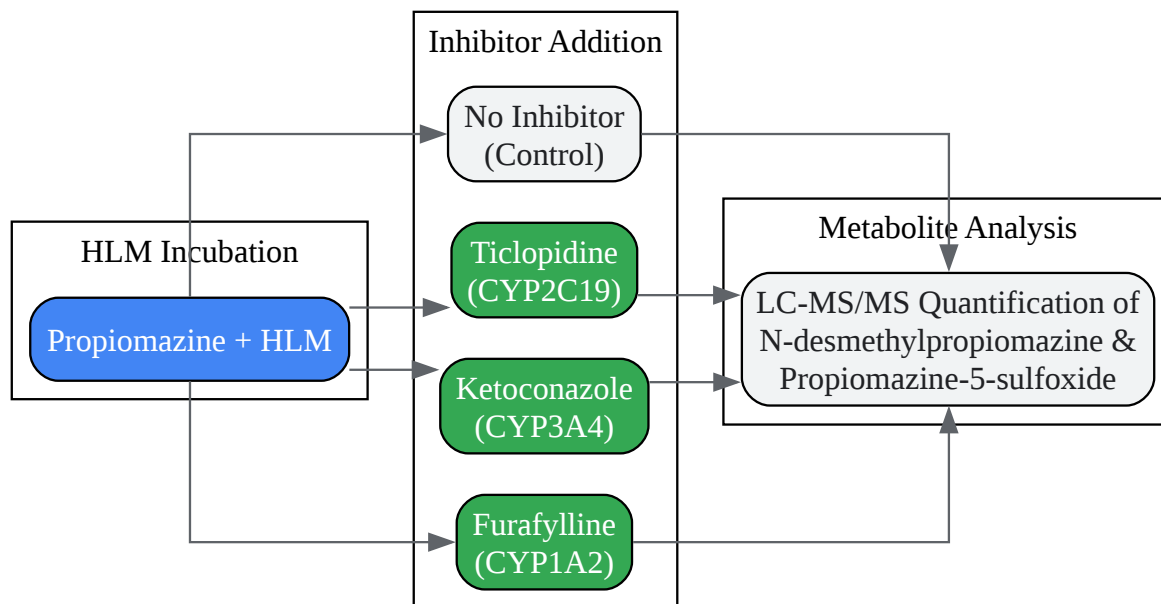 Inhibitor Addition
No Inhibitor
(Control)
HLM Incubation
Propiomazine + HLM
Ticlopidine
(CYP2C19)
Ketoconazole
(CYP3A4)
Furafylline
(CYP1A2)
Metabolite Analysis
LC-MS/MS Quantification of
N-desmethylpropiomazine &
Propiomazine-5-sulfoxide